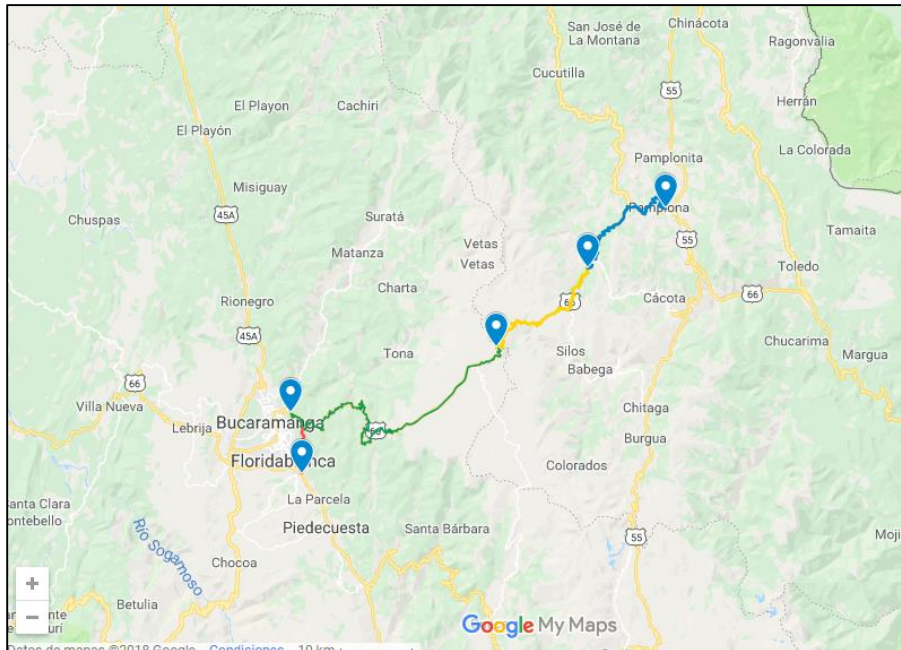 San José de
La Montana
Chinácota
Ragonvalia
55
Cucutilla
Herrán
El Playon
Cachiri
El Playón
La Colorada
Pamplonita
Misiguay
Chuspas
45A
Suratá
Pamplona
Tamaita
Vetas
Vetas
55
Matanza
Toledo
Charta
66
Rionegro
66
Cácota
45A
Tona
Silos
Chucarima
Babega
Margua
66
Villa Nueva
Lebrija
Bucaramanga
66
Chitaga
Burgua
Floridablanca
Colorados
La Parcela
Santa Clara
Montebello
Piedecuesta
Santa Bárbara
55
Río Sogamoso
Chocoa
+
−
Betulia
Google My Maps
Datos de mapas ©2018 Google
Condiciones
10 km